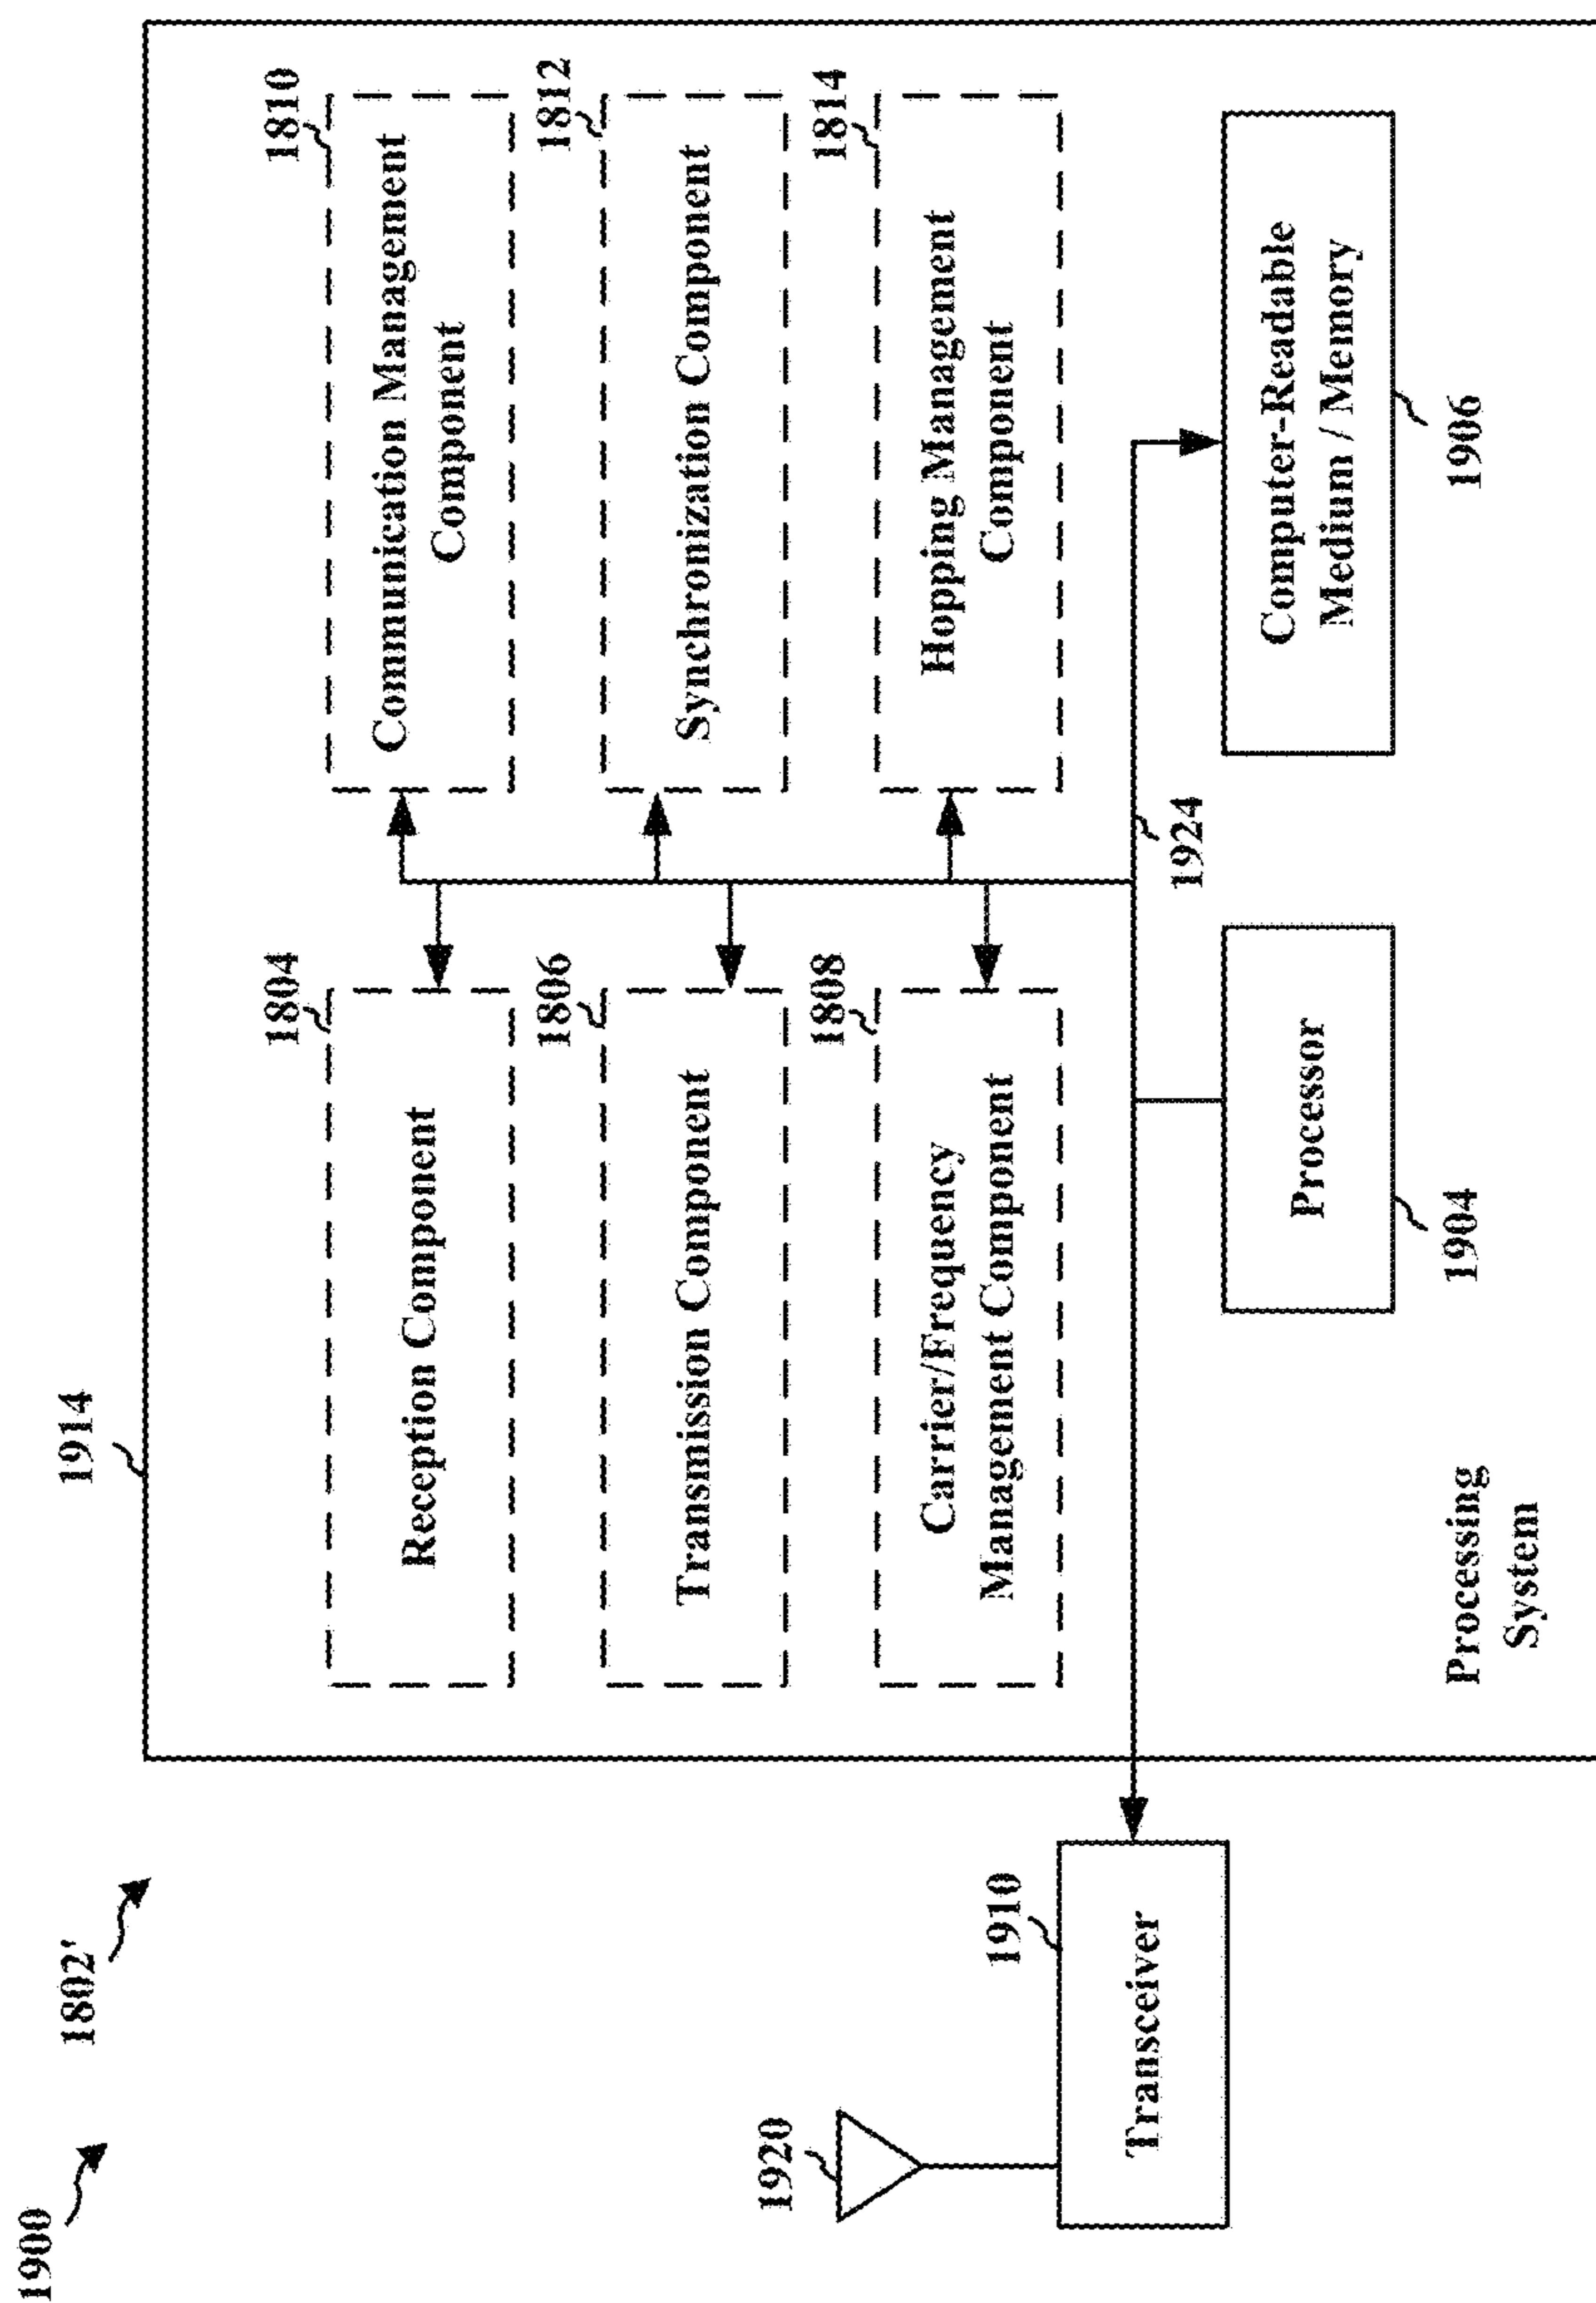 1900
1802'
1914
1804
Reception Component
1810
Communication Management
Component
1806
Transmission Component
1812
Synchronization Component
1808
Carrier/Frequency
Management Component
1814
Hopping Management
Component
1920
1910
Transceiver
1924
Processor
1904
Computer-Readable
Medium / Memory
1906
Processing
System